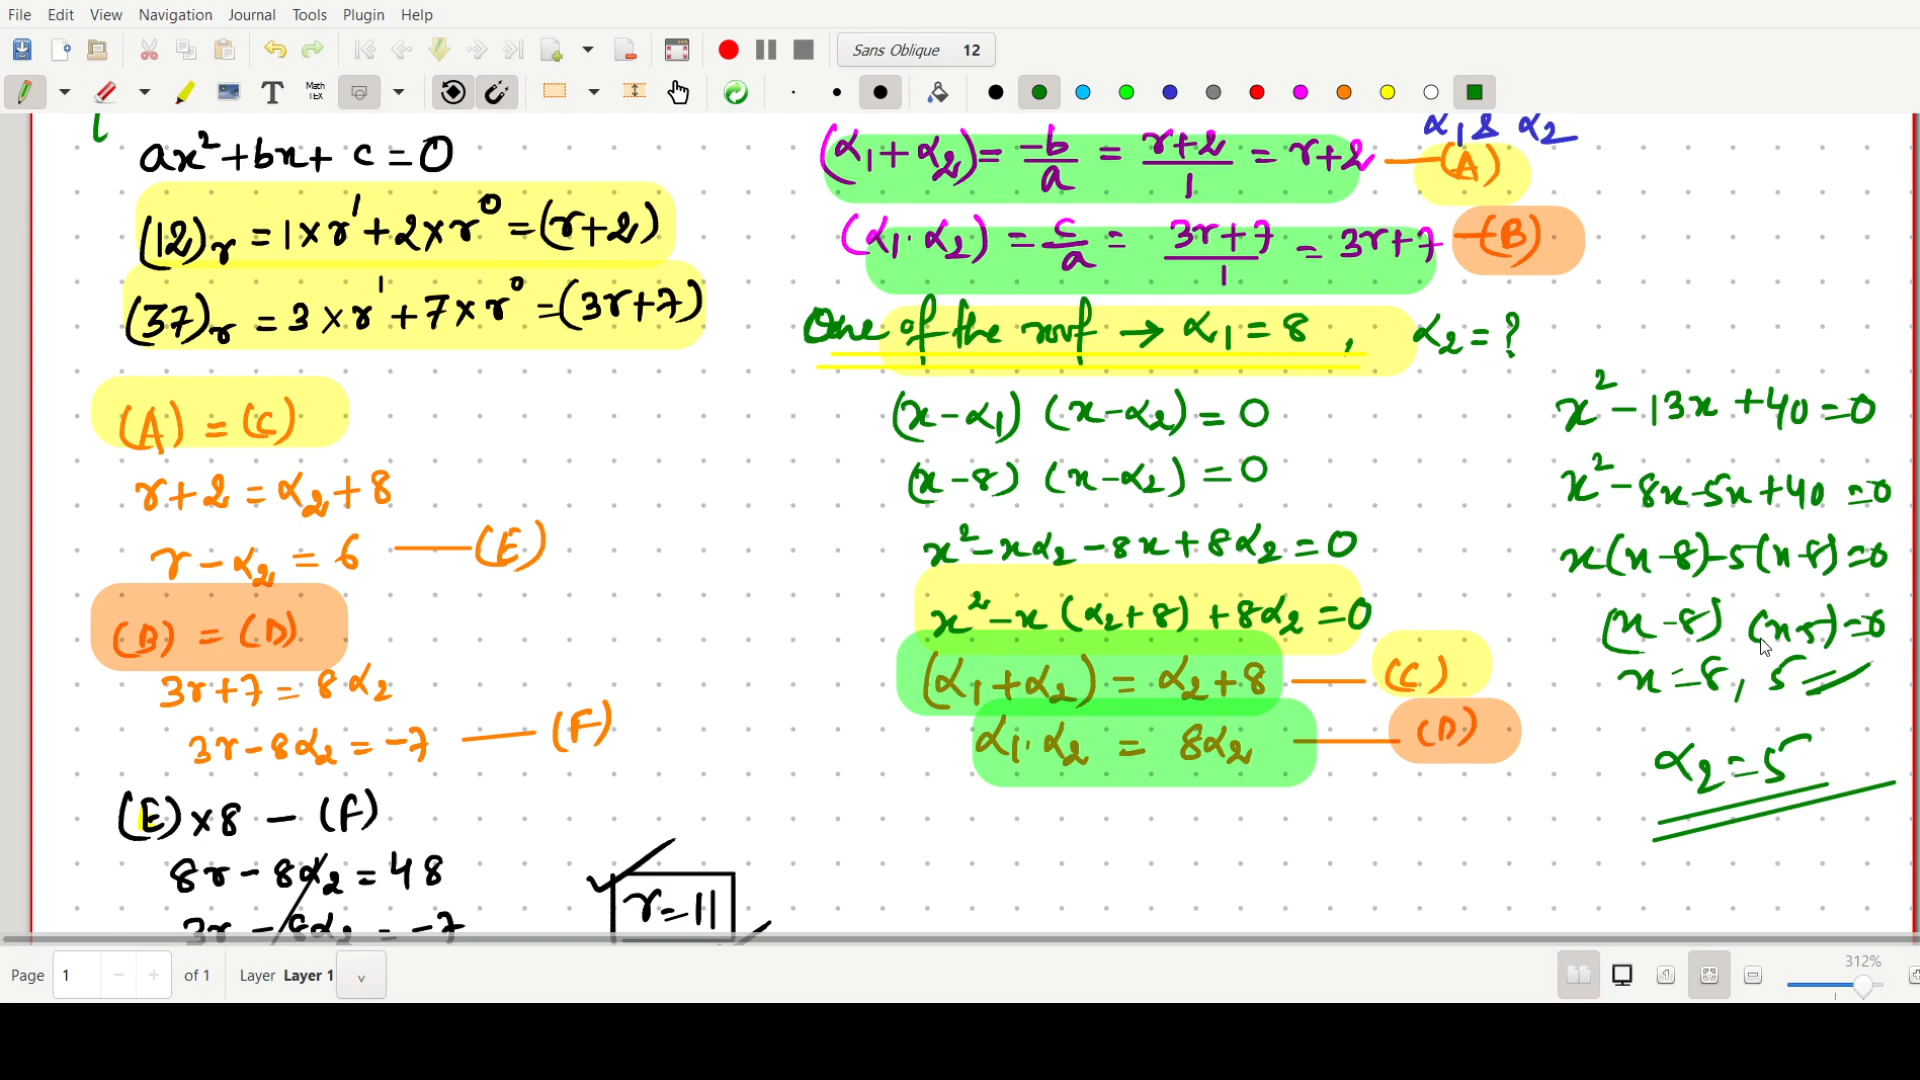 File Edit View Navigation Journal Tools Plugin Help
Sans Oblique 12
T Math TEX
ax² + bx + c = 0
(12)r = 1 × r¹ + 2 × r⁰ = (r+2)
(37)r = 3 × r¹ + 7 × r⁰ = (3r+7)
(A) = (C)
r + 2 = α₂ + 8
r - α₂ = 6 — (E)
(B) = (D)
3r + 7 = 8α₂
3r - 8α₂ = -7 — (F)
(E) × 8 - (F)
8r - 8α₂ = 48
3r - 8α₂ = -7
r = 11
α₁ & α₂
(α₁ + α₂) = -b/a = r+2/1 = r+2 — (A)
(α₁ · α₂) = c/a = 3r+7/1 = 3r+7 — (B)
One of the root → α₁ = 8 , α₂ = ?
(x - α₁) (x - α₂) = 0
(x - 8) (x - α₂) = 0
x² - xα₂ - 8x + 8α₂ = 0
x² - x (α₂ + 8) + 8α₂ = 0
(α₁ + α₂) = α₂ + 8 — (C)
α₁ · α₂ = 8α₂ — (D)
x² - 13x + 40 = 0
x² - 8x - 5x + 40 = 0
x(x - 8) - 5(x - 8) = 0
(x - 8) (x - 5) = 0
x = 8, 5
α₂ = 5
Page 1 of 1 Layer Layer 1 312%